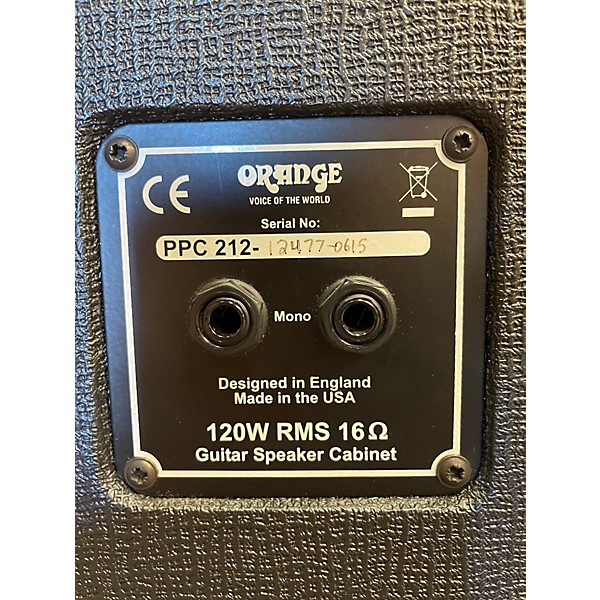 CE
ORANGE
VOICE OF THE WORLD
Serial No:
PPC 212-12477-0615
Mono
Designed in England
Made in the USA
120W RMS 16Ω
Guitar Speaker Cabinet